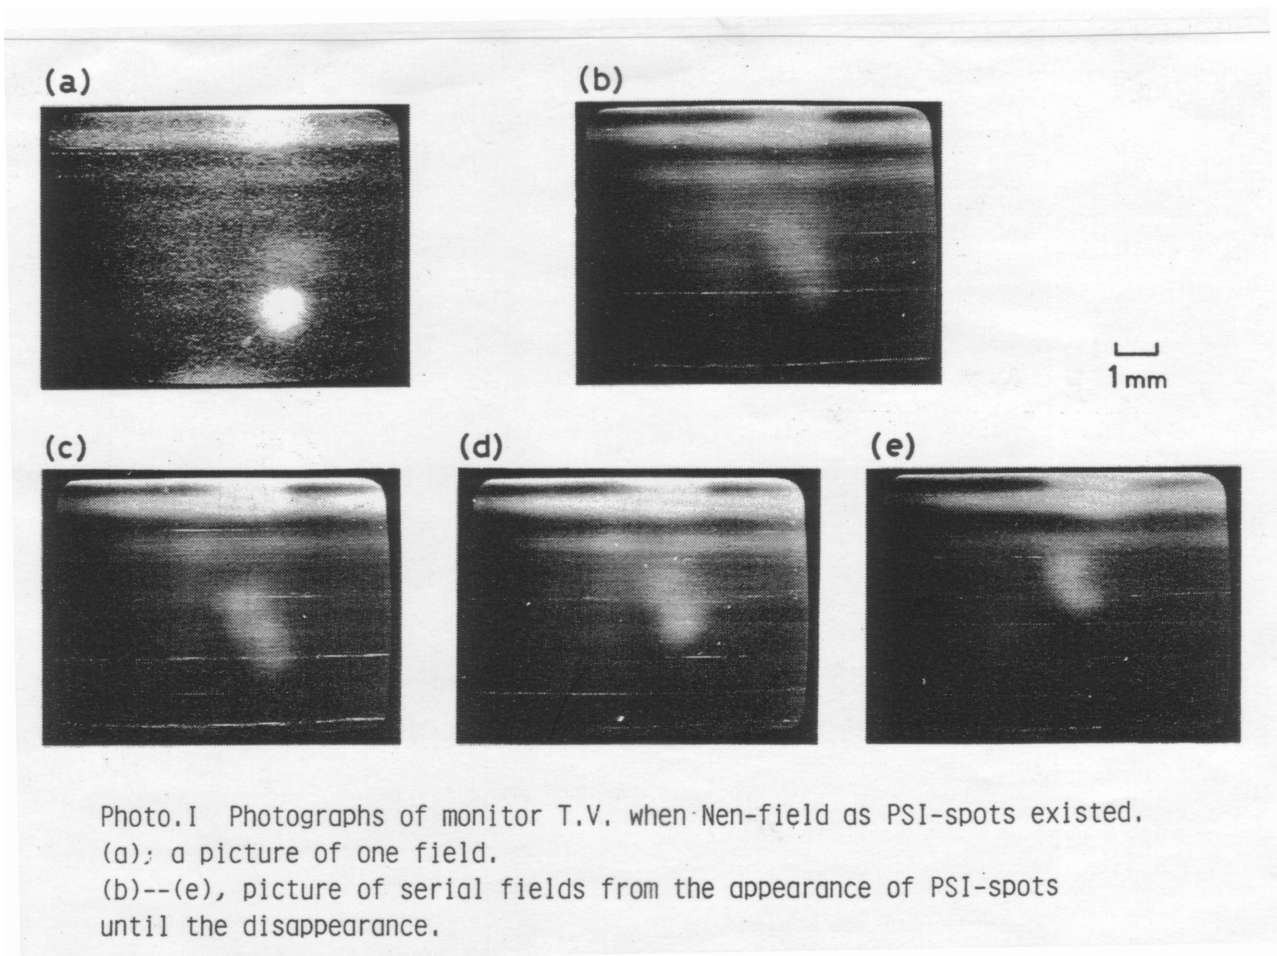 (a)
(b)
1mm
(c)
(d)
(e)
Photo.I Photographs of monitor T.V. when Nen-field as PSI-spots existed.
(a); a picture of one field.
(b)--(e), picture of serial fields from the appearance of PSI-spots
until the disappearance.